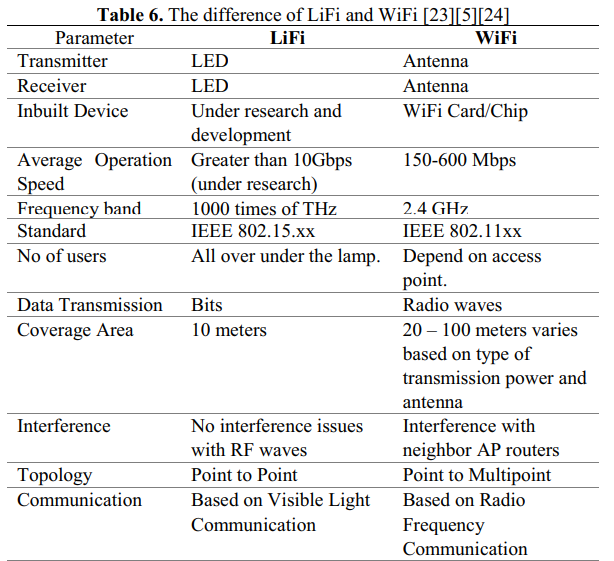 Table 6. The difference of LiFi and WiFi [23][5][24]
Parameter LiFi WiFi
Transmitter LED Antenna
Receiver LED Antenna
Inbuilt Device Under research and WiFi Card/Chip
development
Average Operation Greater than 10Gbps 150-600 Mbps
Speed (under research)
Frequency band 1000 times of THz 2.4 GHz
Standard IEEE 802.15.xx IEEE 802.11xx
No of users All over under the lamp. Depend on access
point.
Data Transmission Bits Radio waves
Coverage Area 10 meters 20 – 100 meters varies
based on type of
transmission power and
antenna
Interference No interference issues Interference with
with RF waves neighbor AP routers
Topology Point to Point Point to Multipoint
Communication Based on Visible Light Based on Radio
Communication Frequency
Communication